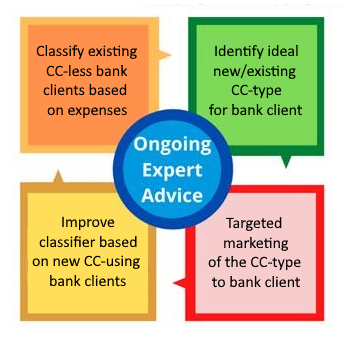 Classify existing
CC-less bank
clients based
on expenses
Identify ideal
new/existing
CC-type
for bank client
Ongoing
Expert
Advice
Improve
classifier based
on new CC-using
bank clients
Targeted
marketing
of the CC-type
to bank client